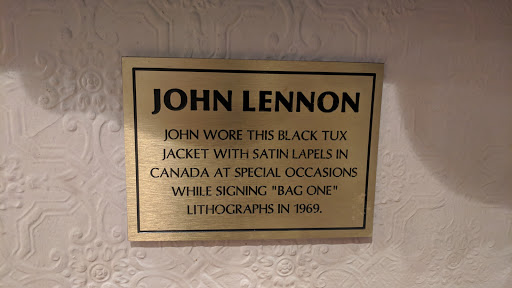 JOHN LENNON
JOHN WORE THIS BLACK TUX
JACKET WITH SATIN LAPELS IN
CANADA AT SPECIAL OCCASIONS
WHILE SIGNING "BAG ONE"
LITHOGRAPHS IN 1969.